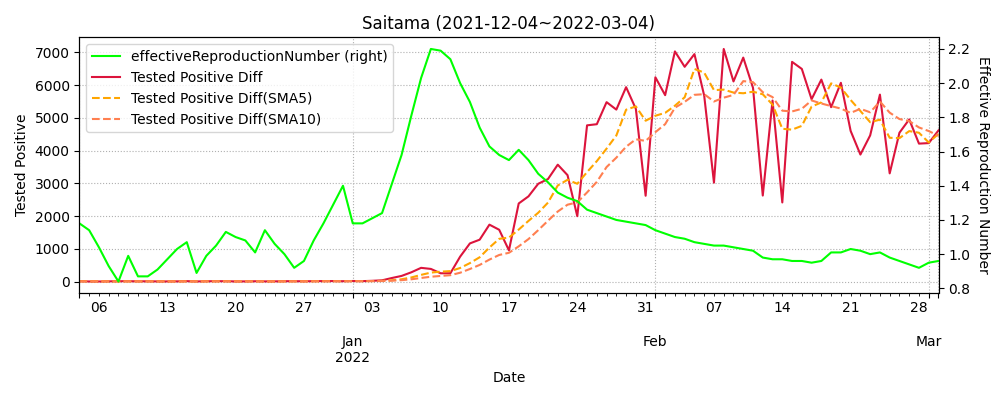 Saitama (2021-12-04~2022-03-04)
effectiveReproductionNumber (right)
Tested Positive Diff
Tested Positive Diff(SMA5)
Tested Positive Diff(SMA10)
Tested Positive
7000
6000
5000
4000
3000
2000
1000
0
2.2
2.0
1.8
1.6
1.4
1.2
1.0
0.8
Effective Reproduction Number
06 13 20 27 03 10 17 24 31 07 14 21 28
Jan Feb Mar
2022
Date